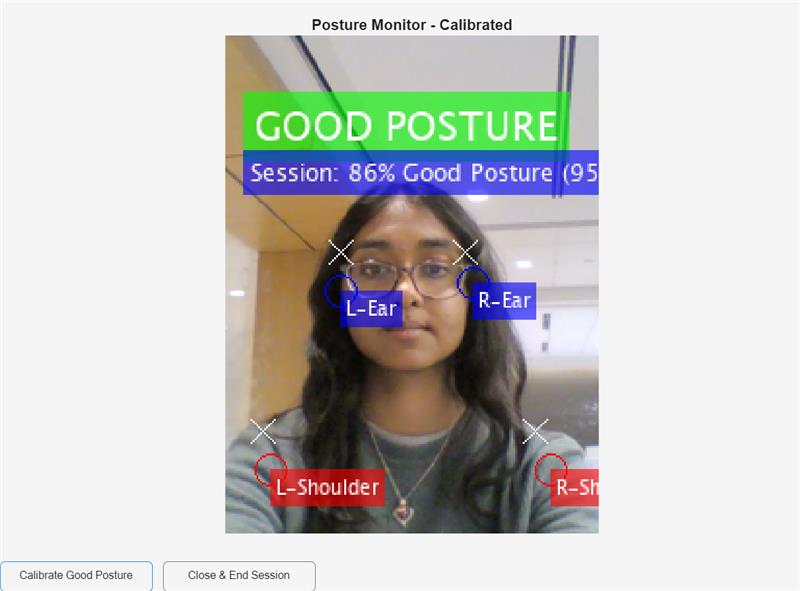 Posture Monitor - Calibrated
GOOD POSTURE
Session: 86% Good Posture (95
L-Ear
R-Ear
L-Shoulder
R-Sh
Calibrate Good Posture
Close & End Session